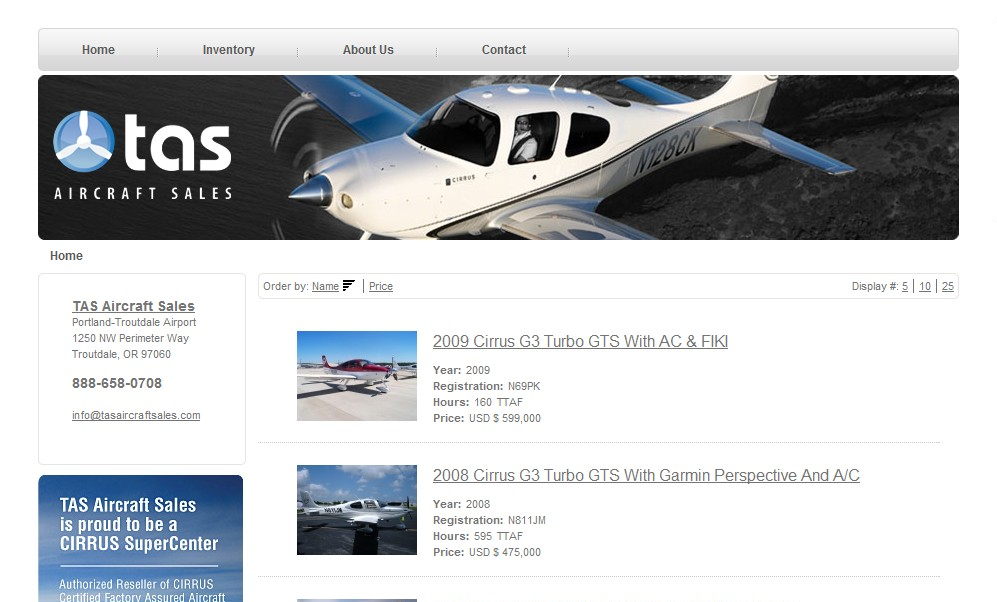 Home Inventory About Us Contact
tas
AIRCRAFT SALES
CIRRUS
N128CK
Home
TAS Aircraft Sales
Portland-Troutdale Airport
1250 NW Perimeter Way
Troutdale, OR 97060
888-658-0708
info@tasaircraftsales.com
TAS Aircraft Sales
is proud to be a
CIRRUS SuperCenter
Authorized Reseller of CIRRUS
Certified Factory Assured Aircraft
Order by: Name | Price Display #: 5 | 10 | 25
2009 Cirrus G3 Turbo GTS With AC & FIKI
Year: 2009
Registration: N69PK
Hours: 160 TTAF
Price: USD $ 599,000
2008 Cirrus G3 Turbo GTS With Garmin Perspective And A/C
Year: 2008
Registration: N811JM
Hours: 595 TTAF
Price: USD $ 475,000